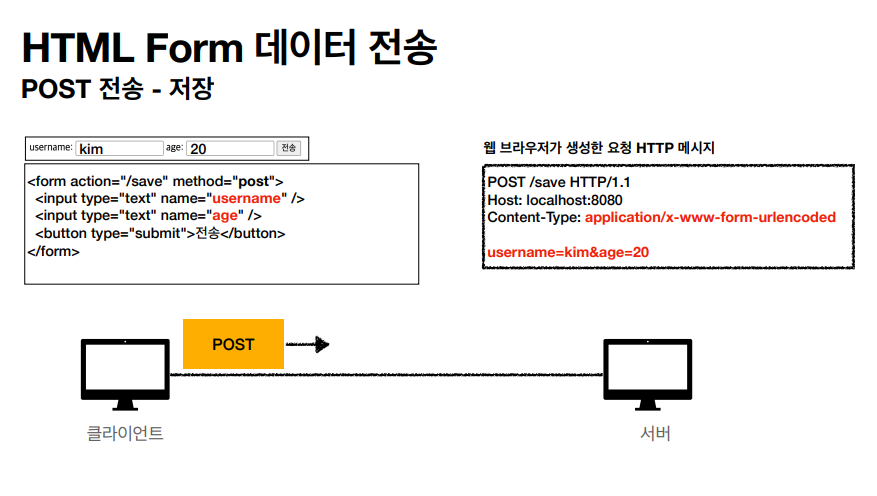 HTML Form 데이터 전송
POST 전송 - 저장
username: kim age: 20 전송
<form action="/save" method="post">
<input type="text" name="username" />
<input type="text" name="age" />
<button type="submit">전송</button>
</form>
웹 브라우저가 생성한 요청 HTTP 메시지
POST /save HTTP/1.1
Host: localhost:8080
Content-Type: application/x-www-form-urlencoded
username=kim&age=20
POST
클라이언트
서버